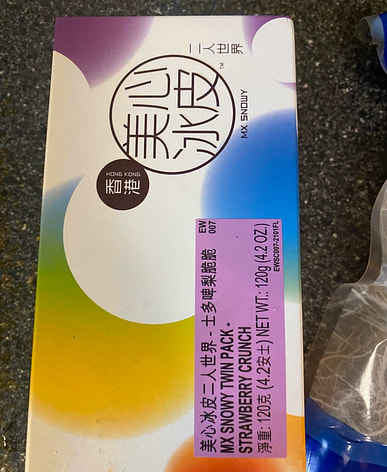 二人世界
美心
冰皮™
MX SNOWY
HONG KONG
香港
美心冰皮二人世界 - 士多啤梨脆脆
EW
007
MX SNOWY TWIN PACK -
STRAWBERRY CRUNCH
淨重: 120克 (4.2安士) NET WT.: 120g (4.2 OZ.)
EWSC007-2101FL